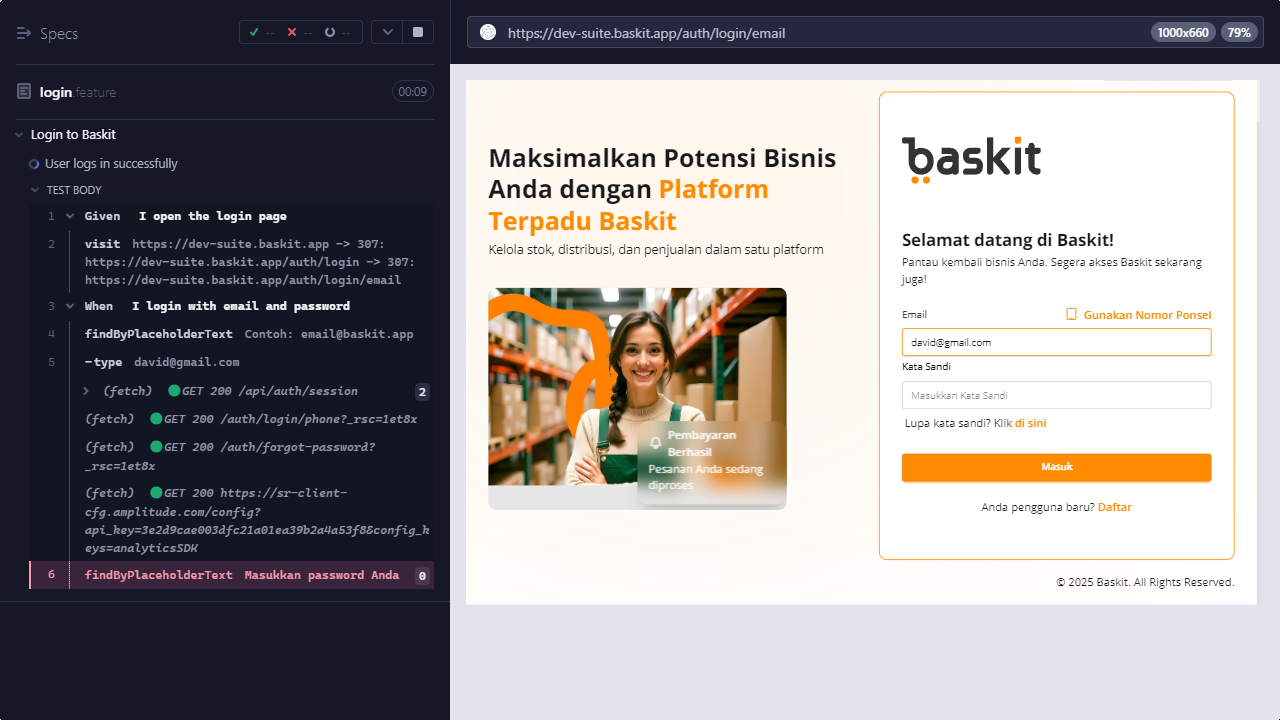 Specs
-- -- --
login.feature
00:09
Login to Baskit
User logs in successfully
TEST BODY
1 Given I open the login page
2 visit https://dev-suite.baskit.app -> 307:
https://dev-suite.baskit.app/auth/login -> 307:
https://dev-suite.baskit.app/auth/login/email
3 When I login with email and password
4 findByPlaceholderText Contoh: email@baskit.app
5 -type david@gmail.com
(fetch) GET 200 /api/auth/session 2
(fetch) GET 200 /auth/login/phone?_rsc=1et8x
(fetch) GET 200 /auth/forgot-password?
_rsc=1et8x
(fetch) GET 200 https://sr-client-
cfg.amplitude.com/config?
api_key=3e2d9cae003dfc21a01ea39b2a4a53f8&config_k
eys=analyticsSDK
6 findByPlaceholderText Masukkan password Anda 0
https://dev-suite.baskit.app/auth/login/email
1000x660
79%
Maksimalkan Potensi Bisnis
Anda dengan Platform
Terpadu Baskit
Kelola stok, distribusi, dan penjualan dalam satu platform
Pembayaran
Berhasil
Pesanan Anda sedang
diproses
baskit
Selamat datang di Baskit!
Pantau kembali bisnis Anda. Segera akses Baskit sekarang
juga!
Email
Gunakan Nomor Ponsel
david@gmail.com
Kata Sandi
Masukkan Kata Sandi
Lupa kata sandi? Klik di sini
Masuk
Anda pengguna baru? Daftar
© 2025 Baskit. All Rights Reserved.